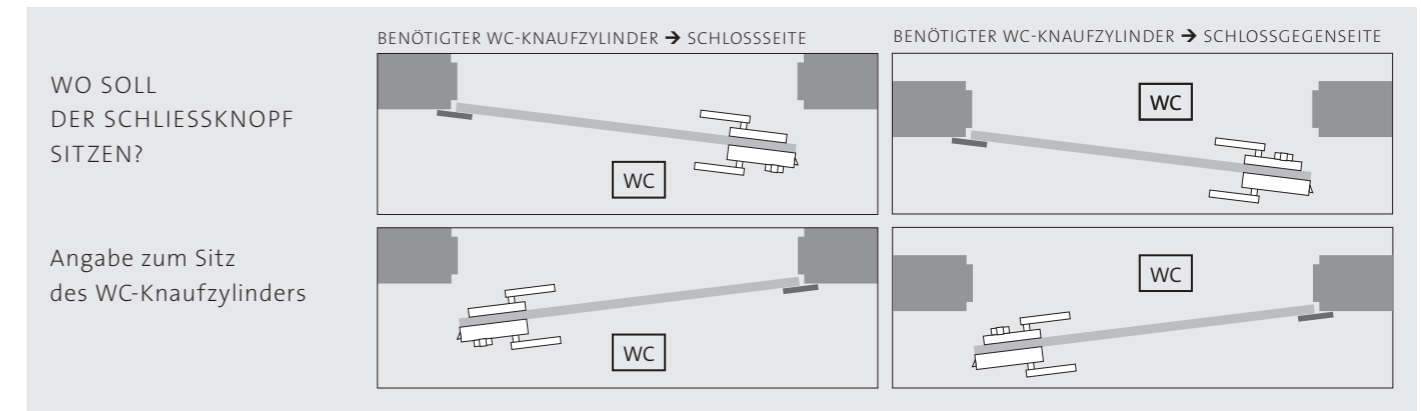 WO SOLL
DER SCHLIESSKNOPF
SITZEN?
Angabe zum Sitz
des WC-Knaufzylinders
BENÖTIGTER WC-KNAUFZYLINDER ➔ SCHLOSSSEITE
WC
WC
BENÖTIGTER WC-KNAUFZYLINDER ➔ SCHLOSSGEGENSEITE
WC
WC